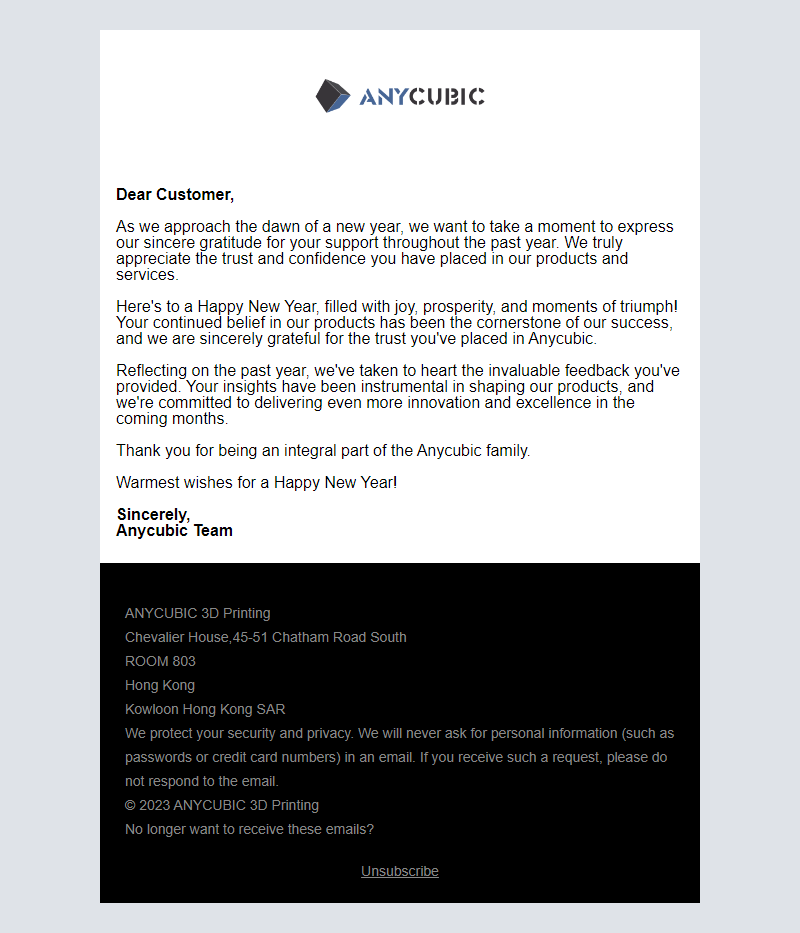 ANYCUBIC
Dear Customer,
As we approach the dawn of a new year, we want to take a moment to express
our sincere gratitude for your support throughout the past year. We truly
appreciate the trust and confidence you have placed in our products and
services.
Here's to a Happy New Year, filled with joy, prosperity, and moments of triumph!
Your continued belief in our products has been the cornerstone of our success,
and we are sincerely grateful for the trust you've placed in Anycubic.
Reflecting on the past year, we've taken to heart the invaluable feedback you've
provided. Your insights have been instrumental in shaping our products, and
we're committed to delivering even more innovation and excellence in the
coming months.
Thank you for being an integral part of the Anycubic family.
Warmest wishes for a Happy New Year!
Sincerely,
Anycubic Team
ANYCUBIC 3D Printing
Chevalier House,45-51 Chatham Road South
ROOM 803
Hong Kong
Kowloon Hong Kong SAR
We protect your security and privacy. We will never ask for personal information (such as
passwords or credit card numbers) in an email. If you receive such a request, please do
not respond to the email.
© 2023 ANYCUBIC 3D Printing
No longer want to receive these emails?
Unsubscribe